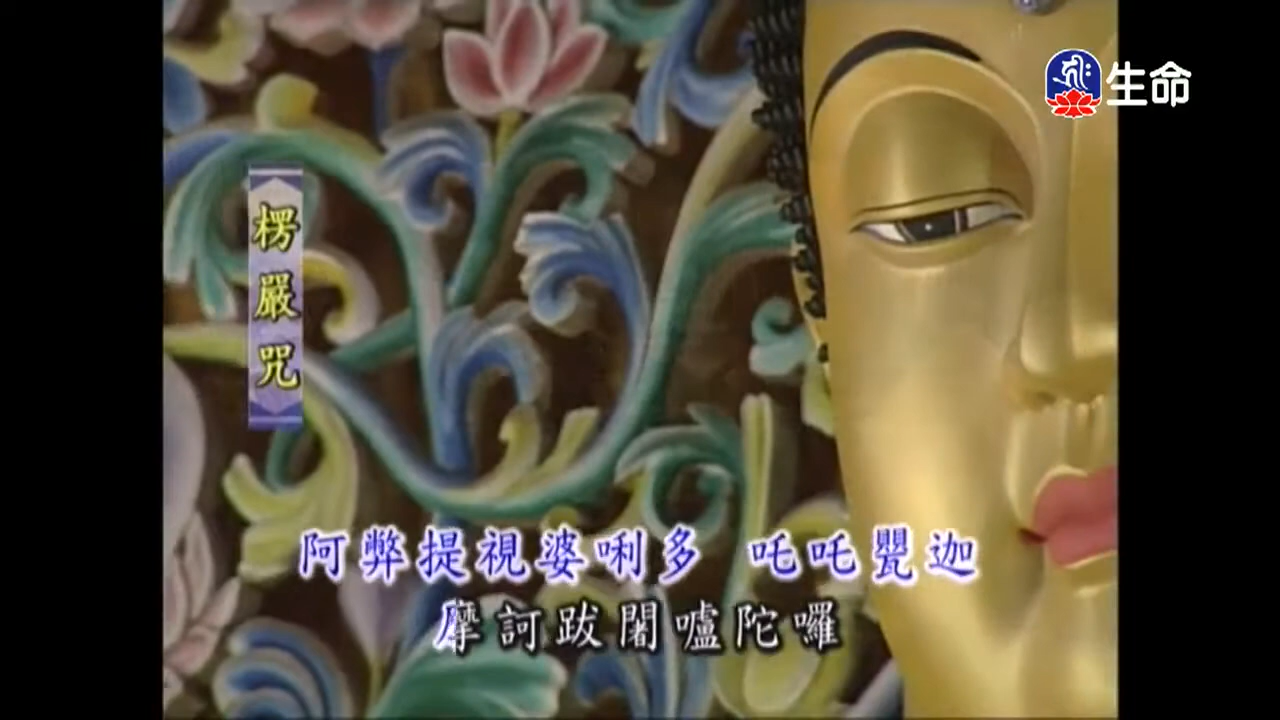 生命
楞嚴咒
阿弊提視婆唎多 吒吒甖迦
摩訶跋闍嚧陀囉